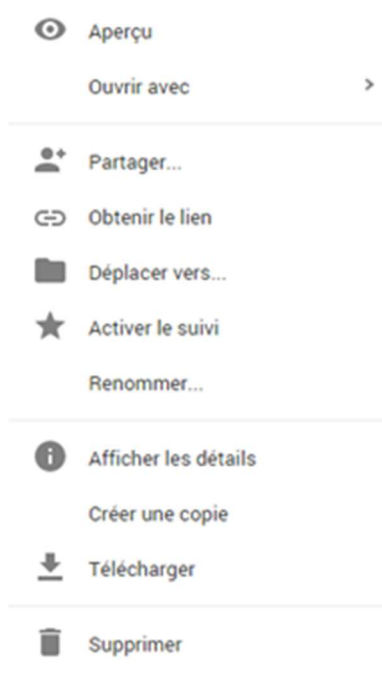 Aperçu
Ouvrir avec
Partager...
Obtenir le lien
Déplacer vers...
Activer le suivi
Renommer...
Afficher les détails
Créer une copie
Télécharger
Supprimer